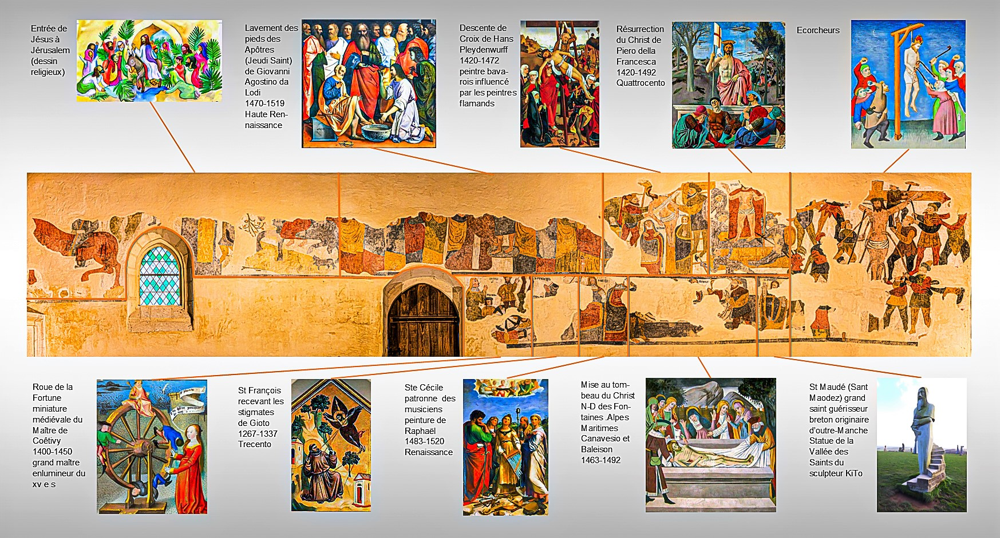 Entrée de
Jésus à
Jérusalem
(dessin
religieux)
Lavement des
pieds des
Apôtres
(Jeudi Saint)
de Giovanni
Agostino da
Lodi
1470-1519
Haute Ren-
naissance
Descente de
Croix de Hans
Pleydenwurff
1420-1472
peintre bava-
rois influencé
par les peintres
flamands
Résurrection
du Christ de
Piero della
Francesca
1420-1492
Quattrocento
Ecorcheurs
Roue de la
Fortune
miniature
médiévale du
Maître de
Coêtivy
1400-1450
grand maître
enlumineur du
xv e s
St François
recevant les
stigmates
de Gioto
1267-1337
Trecento
Ste Cécile
patronne des
musiciens
peinture de
Raphaël
1483-1520
Renaissance
Mise au tom-
beau du Christ
N-D des Fon-
taines .Alpes
Maritimes
Canavesio et
Baleison
1463-1492
St Maudé (Sant
Maodez) grand
saint guérisseur
breton originaire
d'outre-Manche
Statue de la
Vallée des
Saints du
sculpteur KiTo